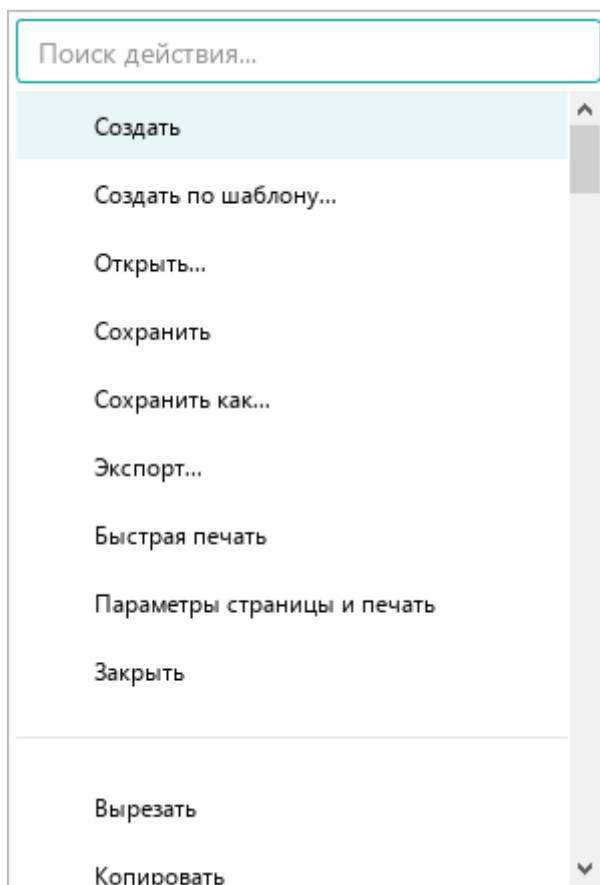 Поиск действия...
Создать
Создать по шаблону...
Открыть...
Сохранить
Сохранить как...
Экспорт...
Быстрая печать
Параметры страницы и печать
Закрыть
Вырезать
Копировать